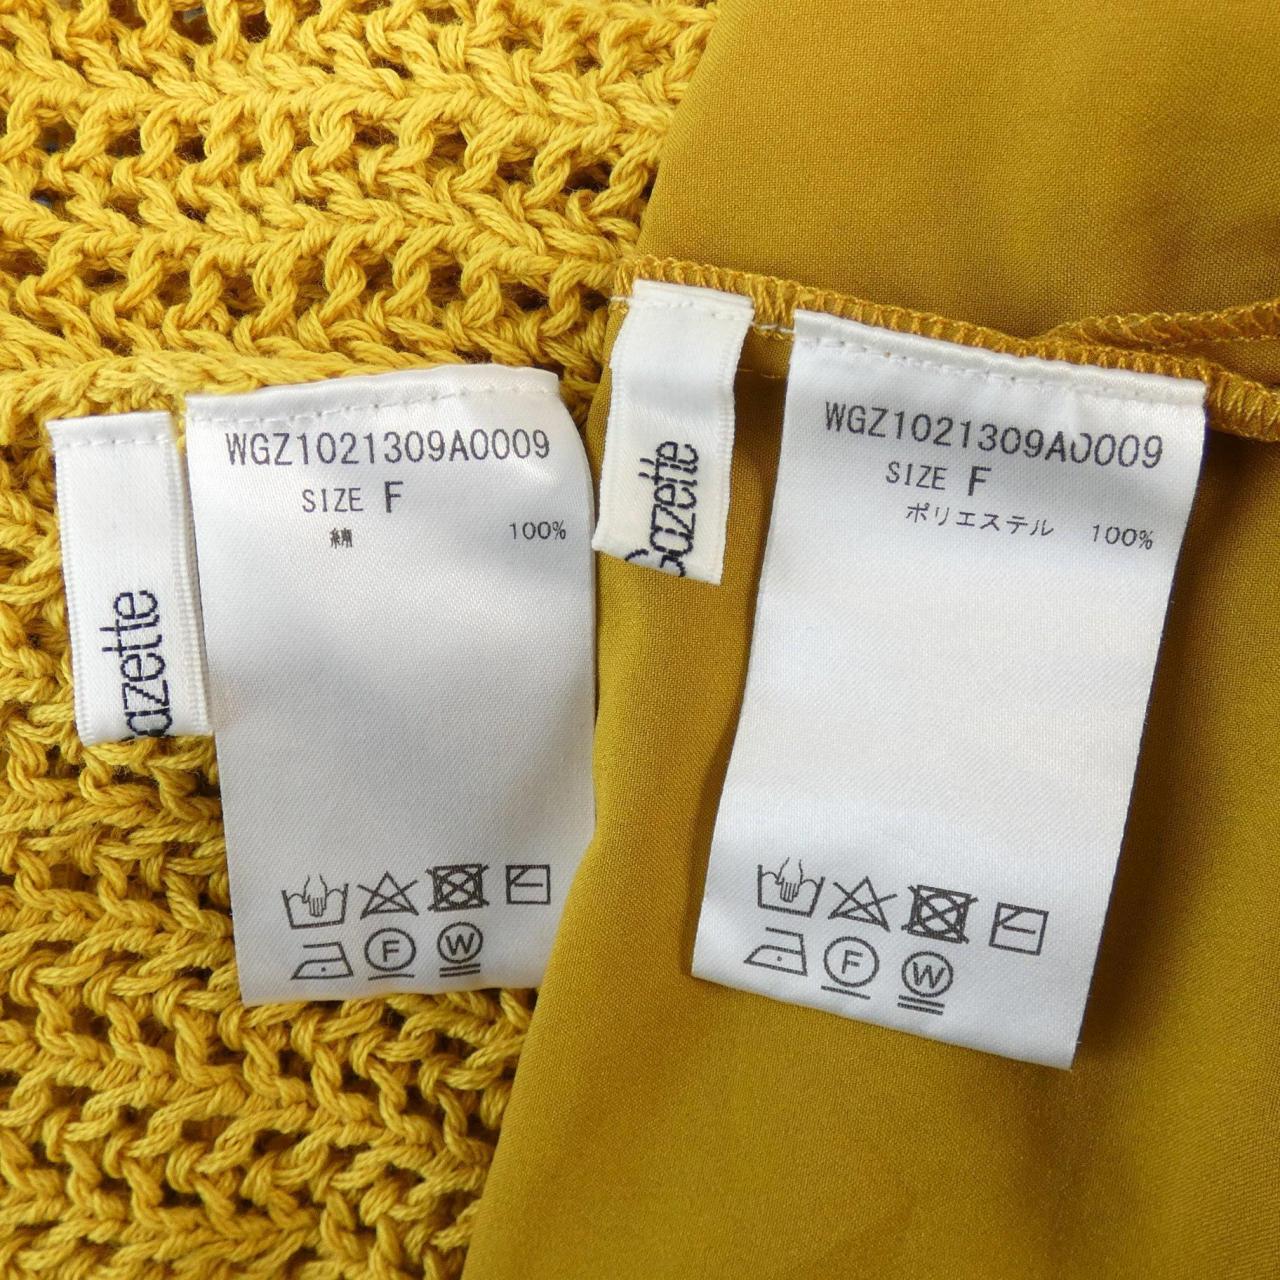 WGZ1021309A0009
SIZE F
綿 100%
azette
F
W
Gazette
WGZ1021309A0009
SIZE F
ポリエステル 100%
F
W